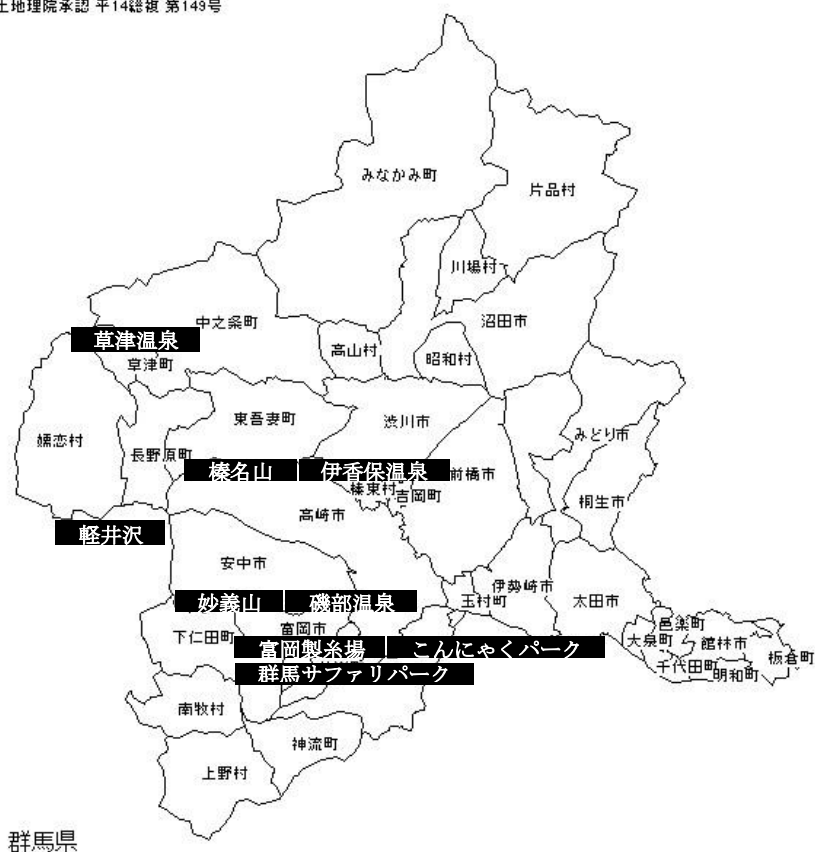 土地理院承認 平14総複 第149号
みなかみ町
片品村
川場村
中之条町
沼田市
草津温泉
高山村
昭和村
草津町
東吾妻町
渋川市
みどり市
嬬恋村
長野原町
榛名山
伊香保温泉
前橋市
榛東村
吉岡町
桐生市
高崎市
軽井沢
安中市
伊勢崎市
妙義山
磯部温泉
玉村町
太田市
邑楽町
下仁田町
富岡市
大泉町
館林市
富岡製糸場
こんにゃくパーク
板倉町
千代田町
明和町
群馬サファリパーク
南牧村
神流町
上野村
群馬県